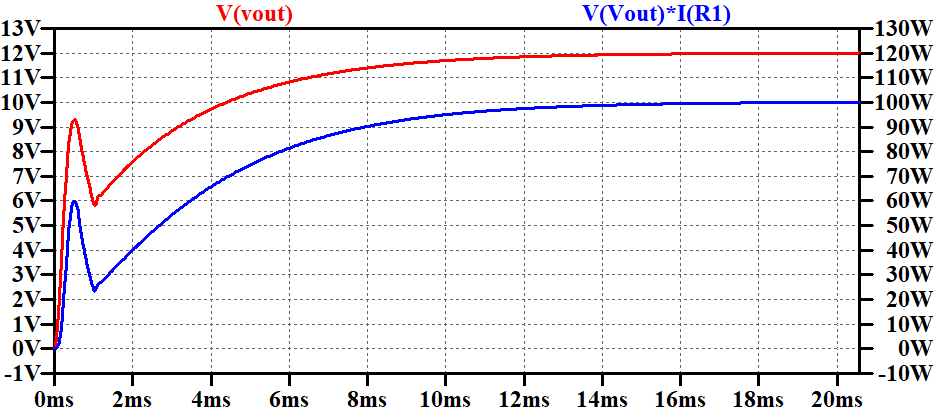 V(vout) V(Vout)*I(R1)
13V 130W
12V 120W
11V 110W
10V 100W
9V 90W
8V 80W
7V 70W
6V 60W
5V 50W
4V 40W
3V 30W
2V 20W
1V 10W
0V 0W
-1V -10W
0ms 2ms 4ms 6ms 8ms 10ms 12ms 14ms 16ms 18ms 20ms